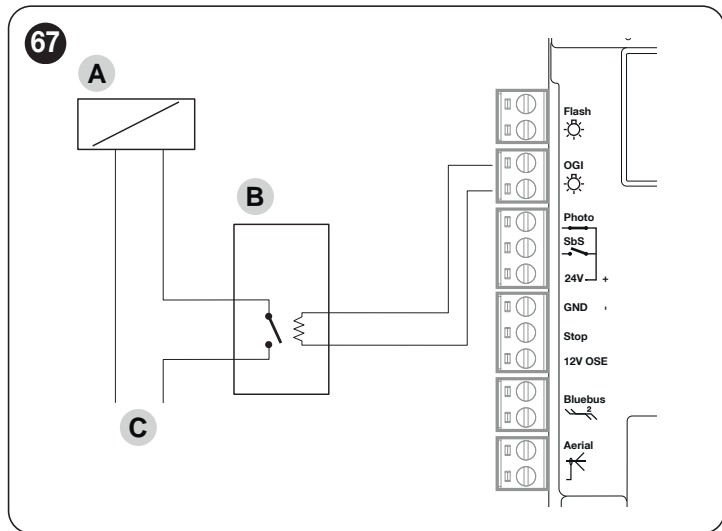 67
A
B
C
Flash
OGI
Photo
SbS
24V +
GND -
Stop
12V OSE
Bluebus
2
Aerial